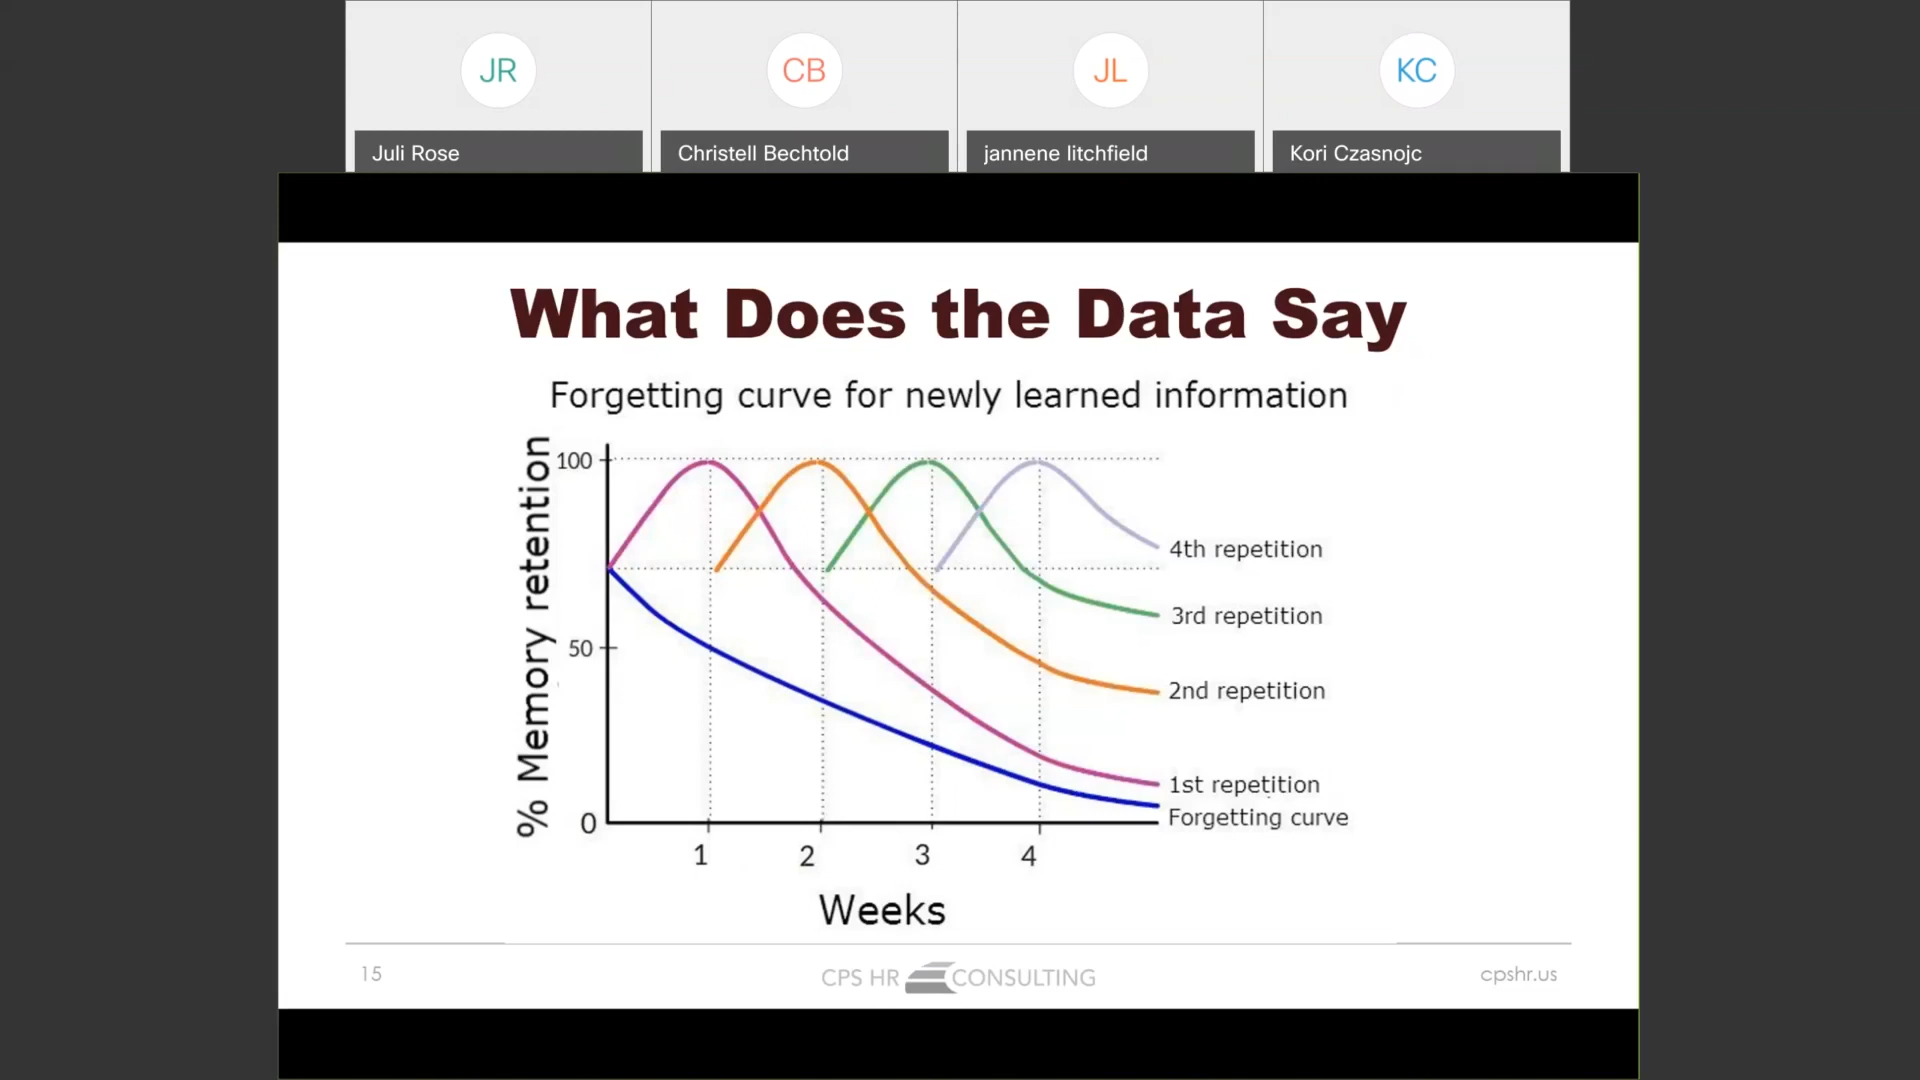 JR
CB
JL
KC
Juli Rose
Christell Bechtold
jannene litchfield
Kori Czasnojc
What Does the Data Say
Forgetting curve for newly learned information
% Memory retention
100
50
0
4th repetition
3rd repetition
2nd repetition
1st repetition
Forgetting curve
1 2 3 4
Weeks
15
CPS HR CONSULTING
cpshr.us